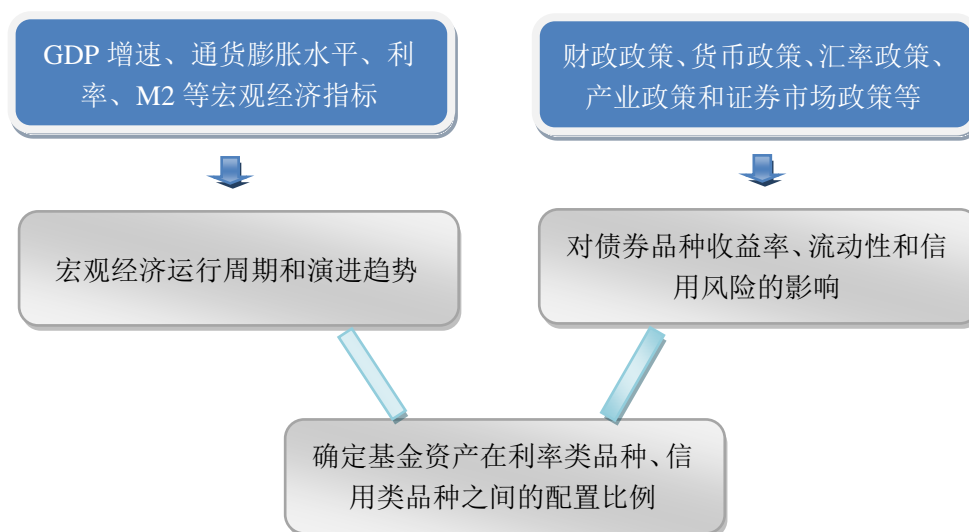 GDP 增速、通货膨胀水平、利
率、M2 等宏观经济指标
财政政策、货币政策、汇率政策、
产业政策和证券市场政策等
宏观经济运行周期和演进趋势
对债券品种收益率、流动性和信
用风险的影响
确定基金资产在利率类品种、信
用类品种之间的配置比例